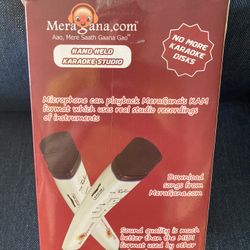 MeraGana.com
Aao, Mere Saath Gaana Gao
HAND HELD
KARAOKE STUDIO
NO MORE
KARAOKE
DISKS
Microphone can playback MeraGana's KAM
format which uses real studio recordings
of instruments
Download
songs from
MeraGana.com
Sound quality is much
better than the MIDI
format used by other